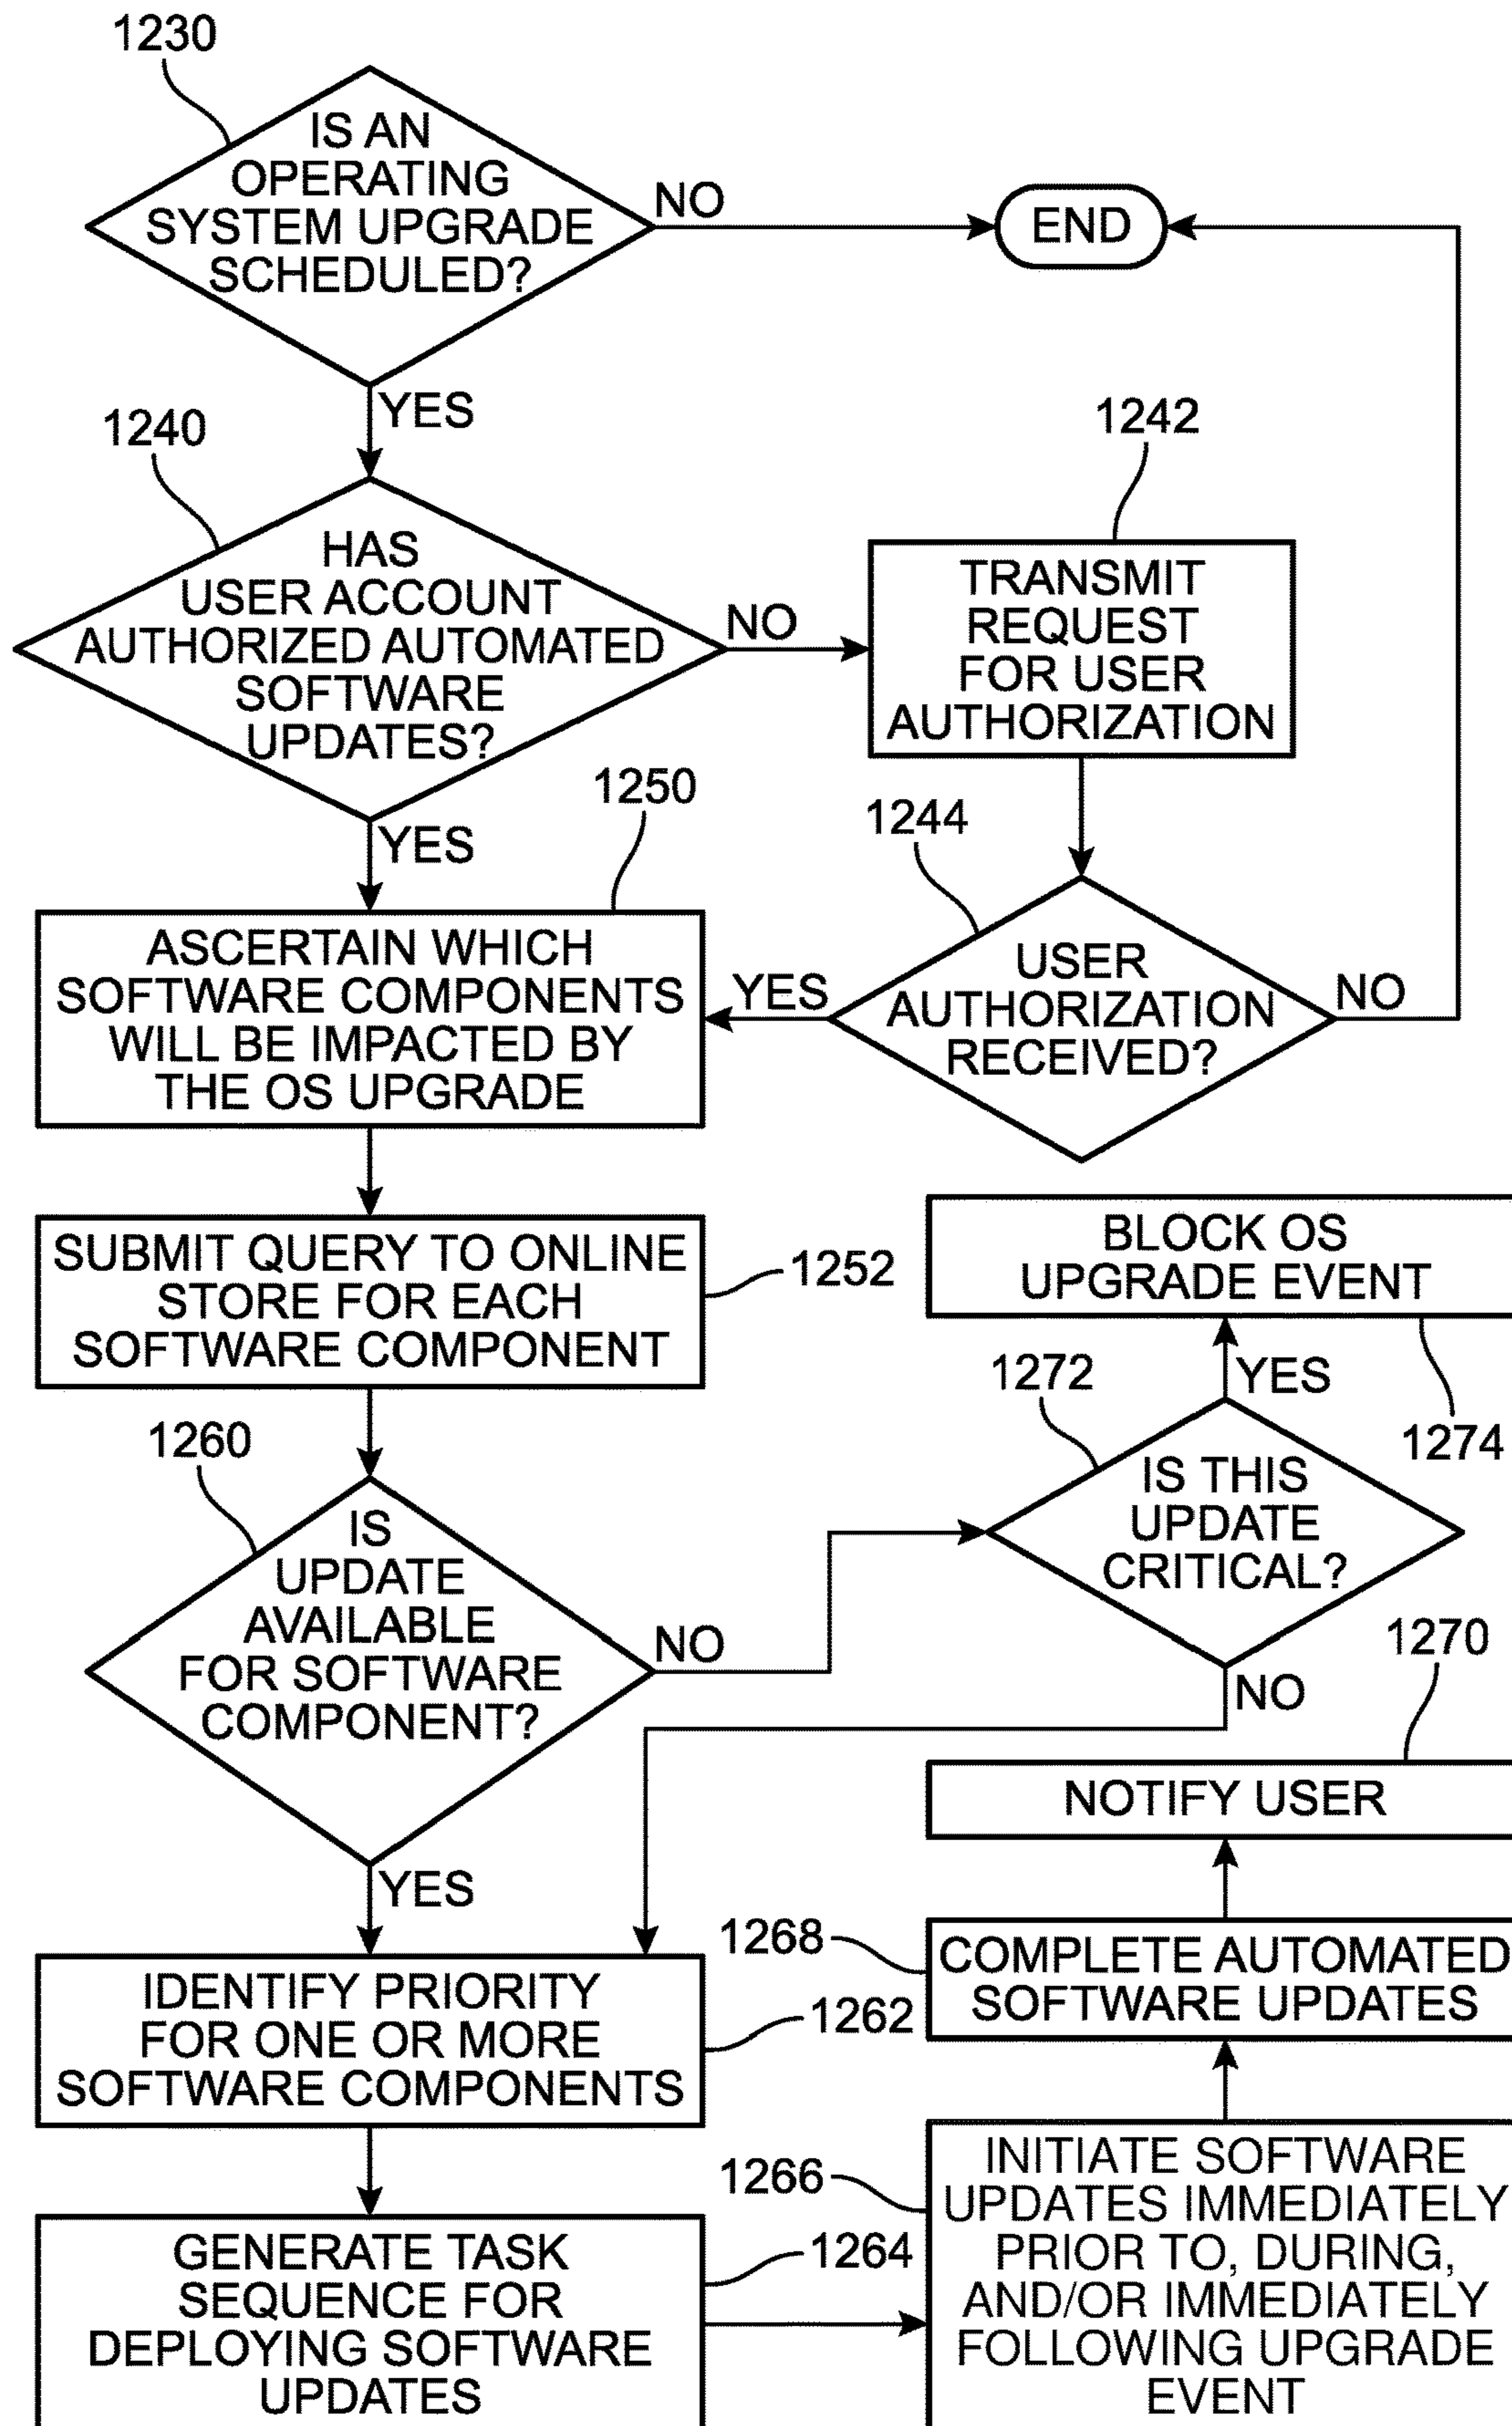 1230
IS AN
OPERATING
SYSTEM UPGRADE
SCHEDULED?
NO
END
YES
1240
HAS
USER ACCOUNT
AUTHORIZED AUTOMATED
SOFTWARE
UPDATES?
NO
1242
TRANSMIT
REQUEST
FOR USER
AUTHORIZATION
YES
1244
USER
AUTHORIZATION
RECEIVED?
NO
YES
1250
ASCERTAIN WHICH
SOFTWARE COMPONENTS
WILL BE IMPACTED BY
THE OS UPGRADE
SUBMIT QUERY TO ONLINE
STORE FOR EACH
SOFTWARE COMPONENT
1252
1260
IS
UPDATE
AVAILABLE
FOR SOFTWARE
COMPONENT?
NO
YES
BLOCK OS
UPGRADE EVENT
1274
YES
1272
IS THIS
UPDATE
CRITICAL?
NO
1270
NOTIFY USER
1268
COMPLETE AUTOMATED
SOFTWARE UPDATES
IDENTIFY PRIORITY
FOR ONE OR MORE
SOFTWARE COMPONENTS
1262
GENERATE TASK
SEQUENCE FOR
DEPLOYING SOFTWARE
UPDATES
1264
1266
INITIATE SOFTWARE
UPDATES IMMEDIATELY
PRIOR TO, DURING,
AND/OR IMMEDIATELY
FOLLOWING UPGRADE
EVENT